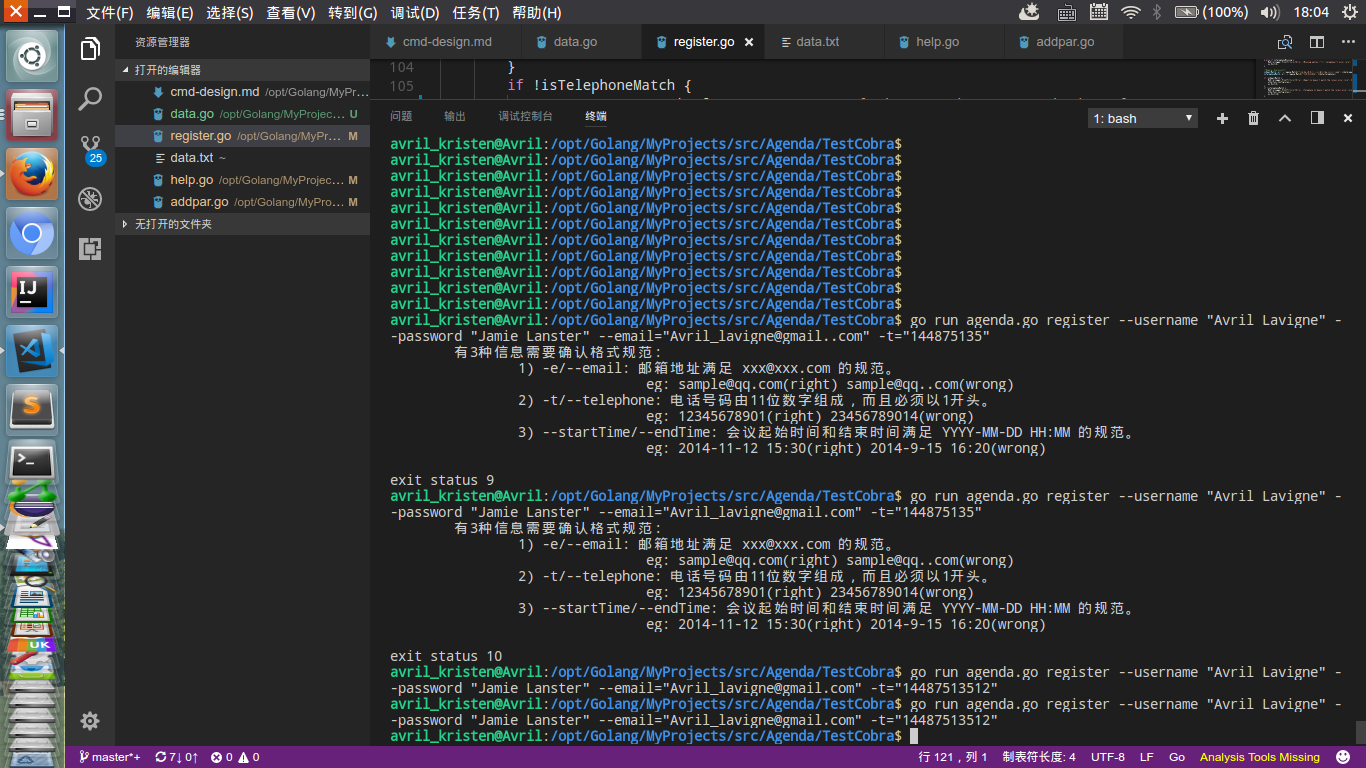 文件(F) 编辑(E) 选择(S) 查看(V) 转到(G) 调试(D) 任务(T) 帮助(H) (100%) 18:04
资源管理器
打开的编辑器
cmd-design.md /opt/Golang/MyPr...
data.go /opt/Golang/MyProjec... U
register.go /opt/Golang/MyPr... M
data.txt ~
help.go /opt/Golang/MyProjec... M
addpar.go /opt/Golang/MyPro... M
无打开的文件夹
25
cmd-design.md data.go register.go data.txt help.go addpar.go
104 }
105 if !isTelephoneMatch {
问题 输出 调试控制台 终端 1: bash
avril_kristen@Avril:/opt/Golang/MyProjects/src/Agenda/TestCobra$
avril_kristen@Avril:/opt/Golang/MyProjects/src/Agenda/TestCobra$
avril_kristen@Avril:/opt/Golang/MyProjects/src/Agenda/TestCobra$
avril_kristen@Avril:/opt/Golang/MyProjects/src/Agenda/TestCobra$
avril_kristen@Avril:/opt/Golang/MyProjects/src/Agenda/TestCobra$
avril_kristen@Avril:/opt/Golang/MyProjects/src/Agenda/TestCobra$
avril_kristen@Avril:/opt/Golang/MyProjects/src/Agenda/TestCobra$
avril_kristen@Avril:/opt/Golang/MyProjects/src/Agenda/TestCobra$
avril_kristen@Avril:/opt/Golang/MyProjects/src/Agenda/TestCobra$
avril_kristen@Avril:/opt/Golang/MyProjects/src/Agenda/TestCobra$
avril_kristen@Avril:/opt/Golang/MyProjects/src/Agenda/TestCobra$
avril_kristen@Avril:/opt/Golang/MyProjects/src/Agenda/TestCobra$ go run agenda.go register --username "Avril Lavigne" -
-password "Jamie Lanster" --email="Avril_lavigne@gmail..com" -t="144875135"
有3种信息需要确认格式规范:
1) -e/--email: 邮箱地址满足 xxx@xxx.com 的规范。
eg: sample@qq.com(right) sample@qq..com(wrong)
2) -t/--telephone: 电话号码由11位数字组成，而且必须以1开头。
eg: 12345678901(right) 23456789014(wrong)
3) --startTime/--endTime: 会议起始时间和结束时间满足 YYYY-MM-DD HH:MM 的规范。
eg: 2014-11-12 15:30(right) 2014-9-15 16:20(wrong)
exit status 9
avril_kristen@Avril:/opt/Golang/MyProjects/src/Agenda/TestCobra$ go run agenda.go register --username "Avril Lavigne" -
-password "Jamie Lanster" --email="Avril_lavigne@gmail.com" -t="144875135"
有3种信息需要确认格式规范:
1) -e/--email: 邮箱地址满足 xxx@xxx.com 的规范。
eg: sample@qq.com(right) sample@qq..com(wrong)
2) -t/--telephone: 电话号码由11位数字组成，而且必须以1开头。
eg: 12345678901(right) 23456789014(wrong)
3) --startTime/--endTime: 会议起始时间和结束时间满足 YYYY-MM-DD HH:MM 的规范。
eg: 2014-11-12 15:30(right) 2014-9-15 16:20(wrong)
exit status 10
avril_kristen@Avril:/opt/Golang/MyProjects/src/Agenda/TestCobra$ go run agenda.go register --username "Avril Lavigne" -
-password "Jamie Lanster" --email="Avril_lavigne@gmail.com" -t="14487513512"
avril_kristen@Avril:/opt/Golang/MyProjects/src/Agenda/TestCobra$ go run agenda.go register --username "Avril Lavigne" -
-password "Jamie Lanster" --email="Avril_lavigne@gmail.com" -t="14487513512"
avril_kristen@Avril:/opt/Golang/MyProjects/src/Agenda/TestCobra$
master*+ 7↓ 0↑ 0 0 行 121，列 1 制表符长度: 4 UTF-8 LF Go Analysis Tools Missing